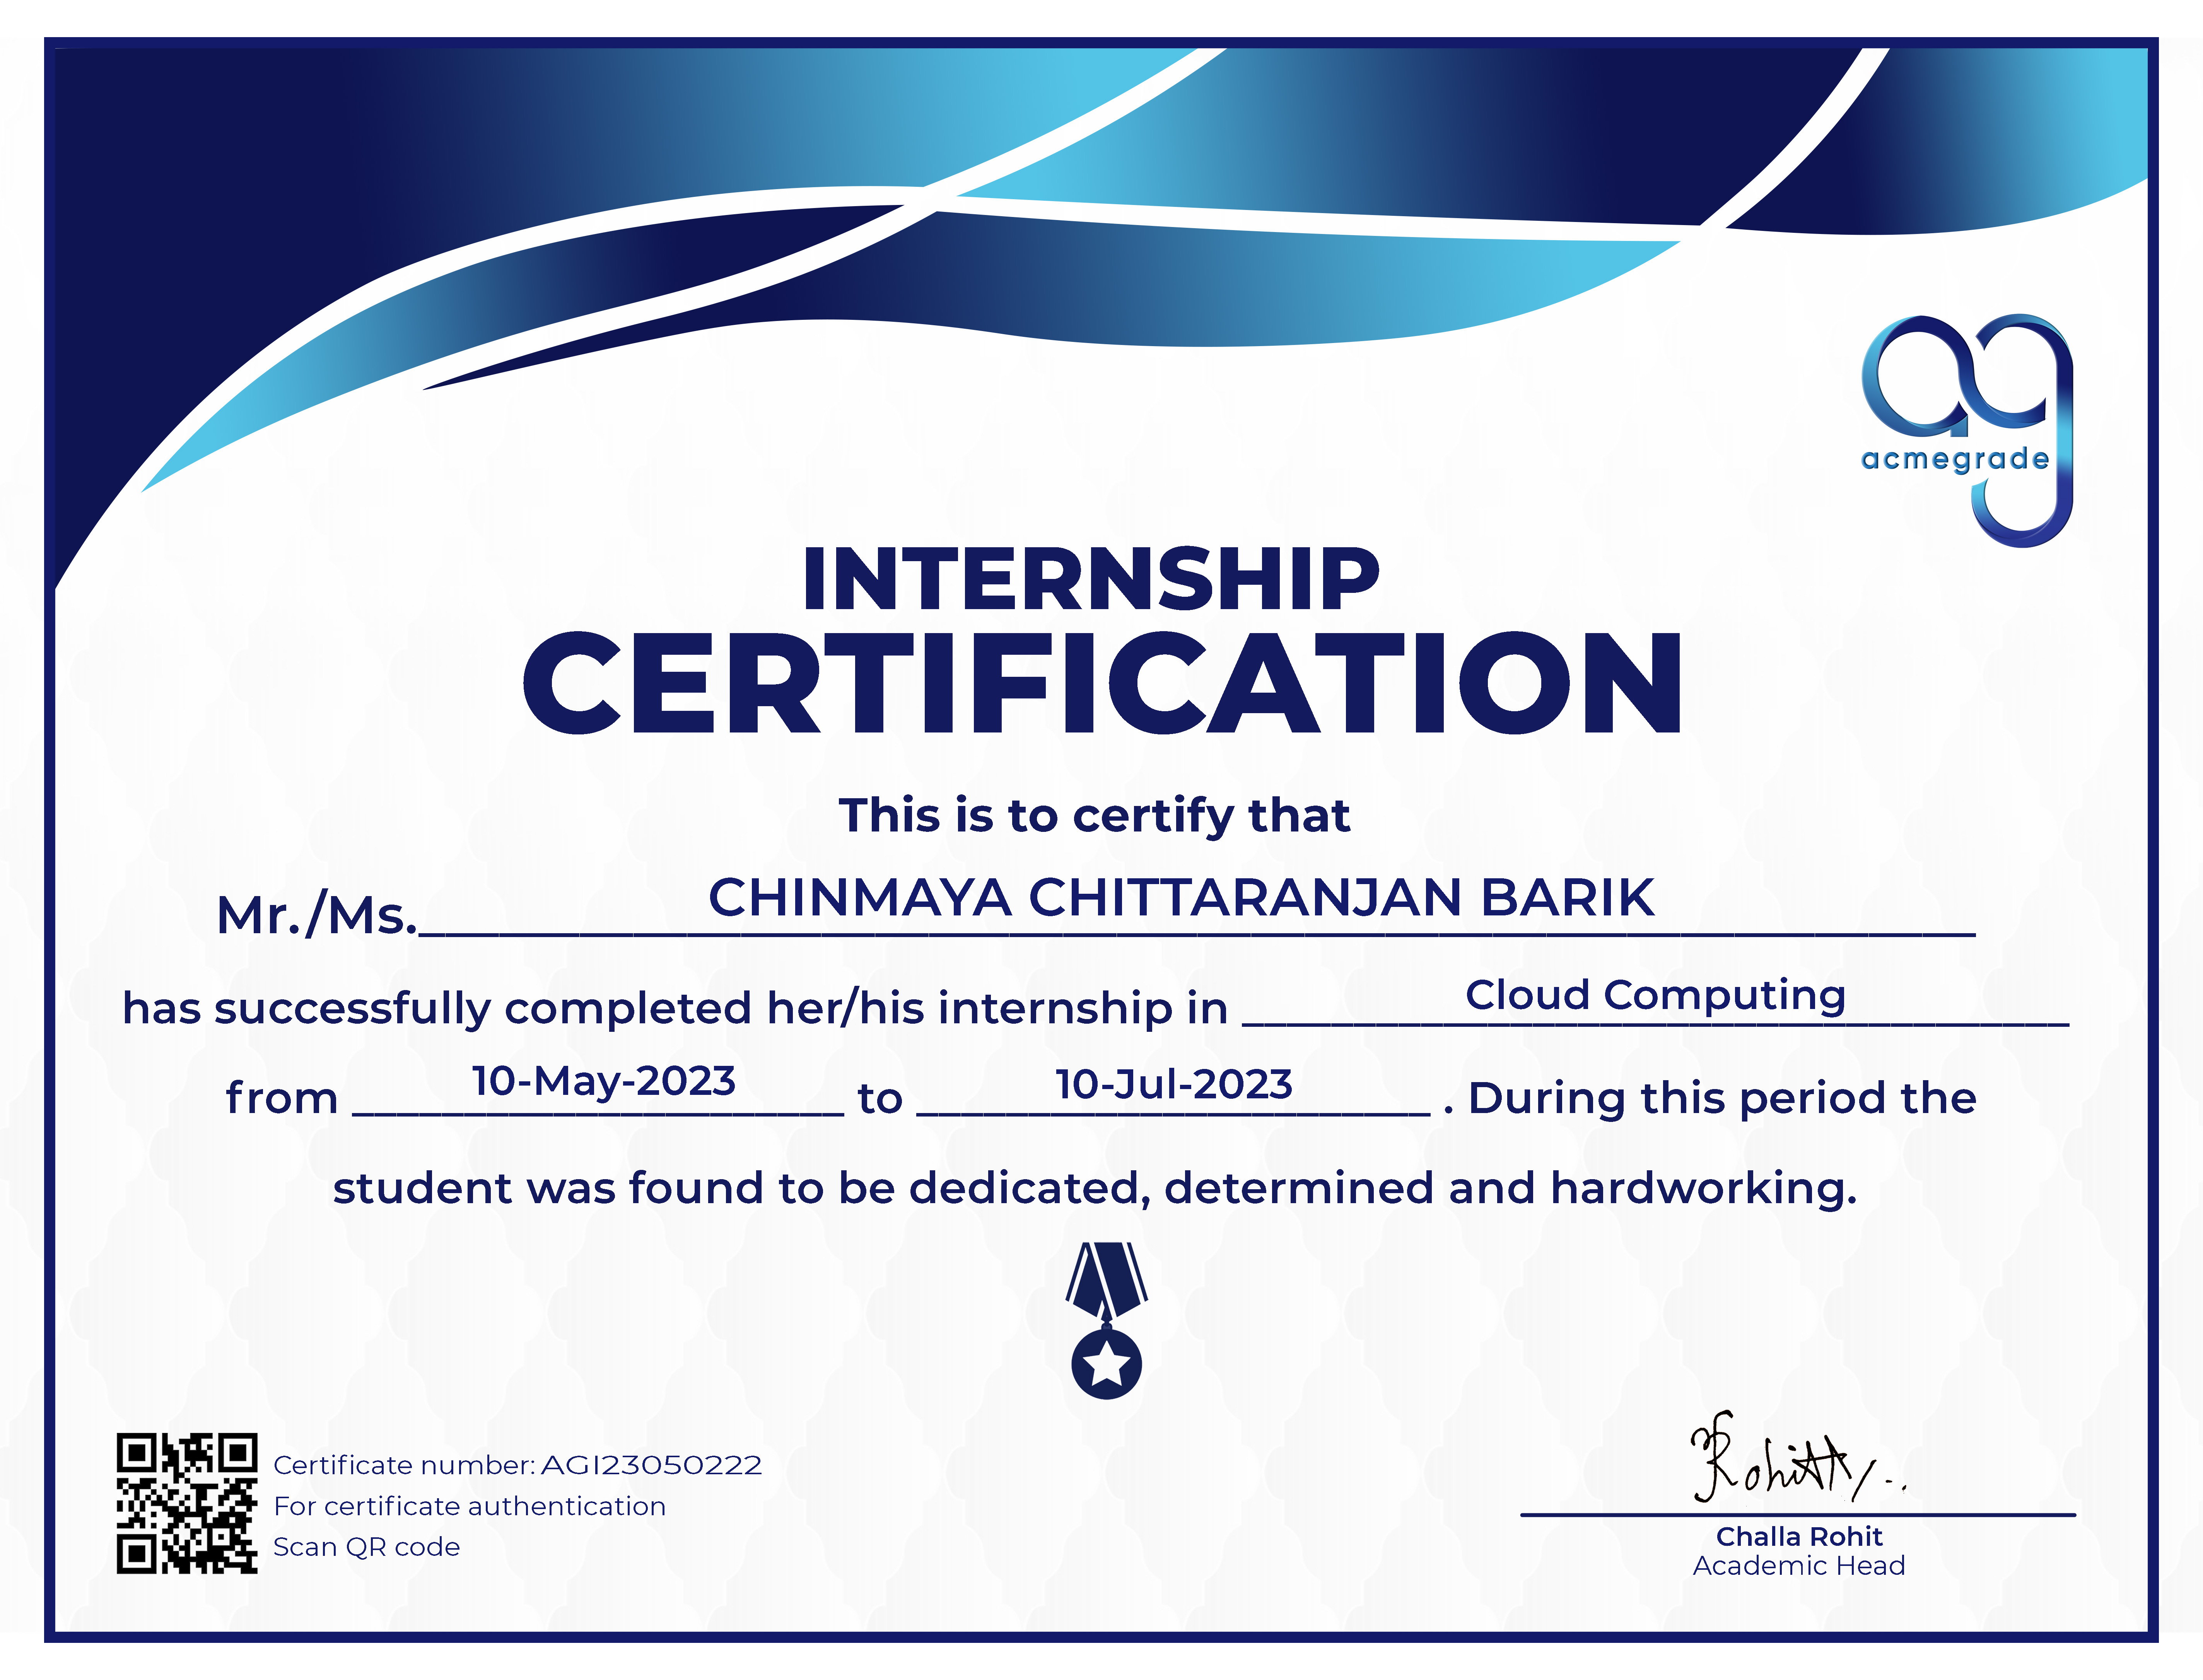 acmegrade
INTERNSHIP
CERTIFICATION
This is to certify that
Mr./Ms. CHINMAYA CHITTARANJAN BARIK
has successfully completed her/his internship in Cloud Computing
from 10-May-2023 to 10-Jul-2023 . During this period the
student was found to be dedicated, determined and hardworking.
Certificate number: AGI23050222
For certificate authentication
Scan QR code
Rohit
Challa Rohit
Academic Head